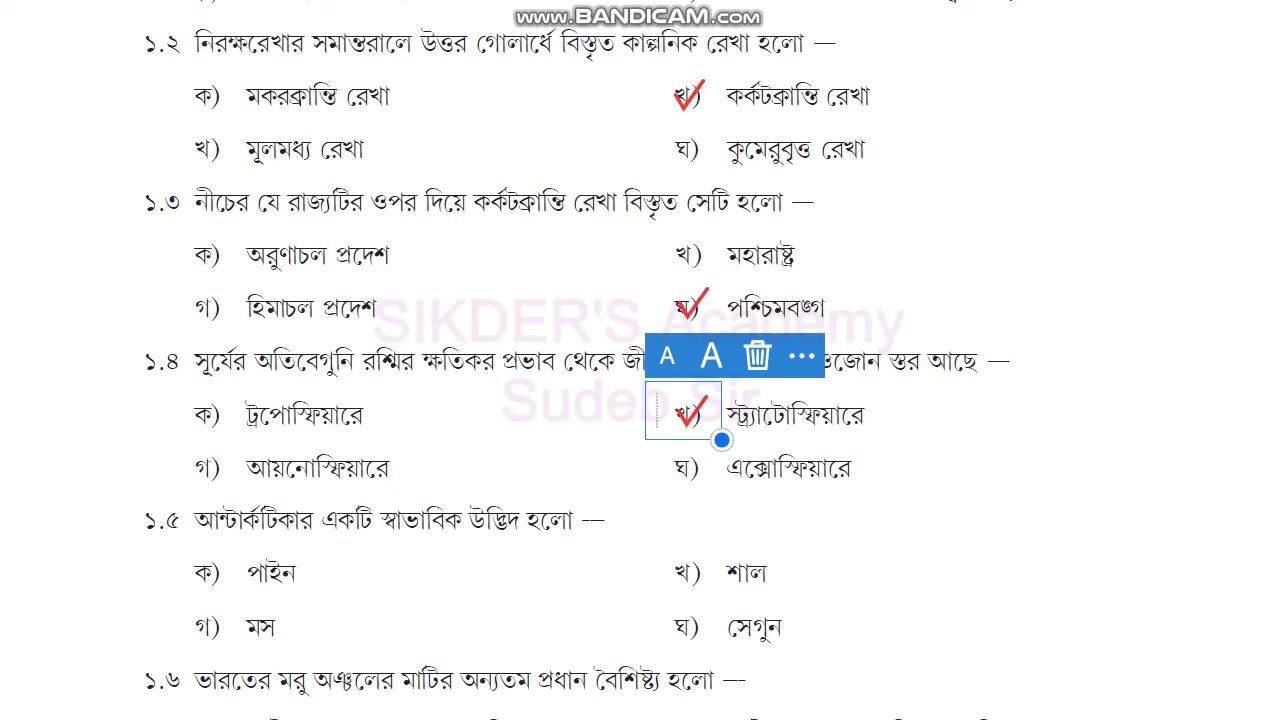 www.BANDICAM.com
১.২ নিরক্ষরেখার সমান্তরালে উত্তর গোলার্ধে বিস্তৃত কাল্পনিক রেখা হলো —
ক) মকরক্রান্তি রেখা খ) কর্কটক্রান্তি রেখা
খ) মূলমধ্য রেখা ঘ) কুমেরুবৃত্ত রেখা
১.৩ নীচের যে রাজ্যটির ওপর দিয়ে কর্কটক্রান্তি রেখা বিস্তৃত সেটি হলো —
ক) অরুণাচল প্রদেশ খ) মহারাষ্ট্র
গ) হিমাচল প্রদেশ ঘ) পশ্চিমবঙ্গ
SIKDER'S Academy
১.৪ সূর্যের অতিবেগুনি রশ্মির ক্ষতিকর প্রভাব থেকে স্তর আছে —
A A ...
Sudeb Sir
ক) ট্রপোস্ফিয়ারে খ) স্ট্র্যাটোস্ফিয়ারে
গ) আয়নোস্ফিয়ারে ঘ) এক্সোস্ফিয়ারে
১.৫ আন্টার্কটিকার একটি স্বাভাবিক উদ্ভিদ হলো —
ক) পাইন খ) শাল
গ) মস ঘ) সেগুন
১.৬ ভারতের মরু অঞ্চলের মাটির অন্যতম প্রধান বৈশিষ্ট্য হলো —